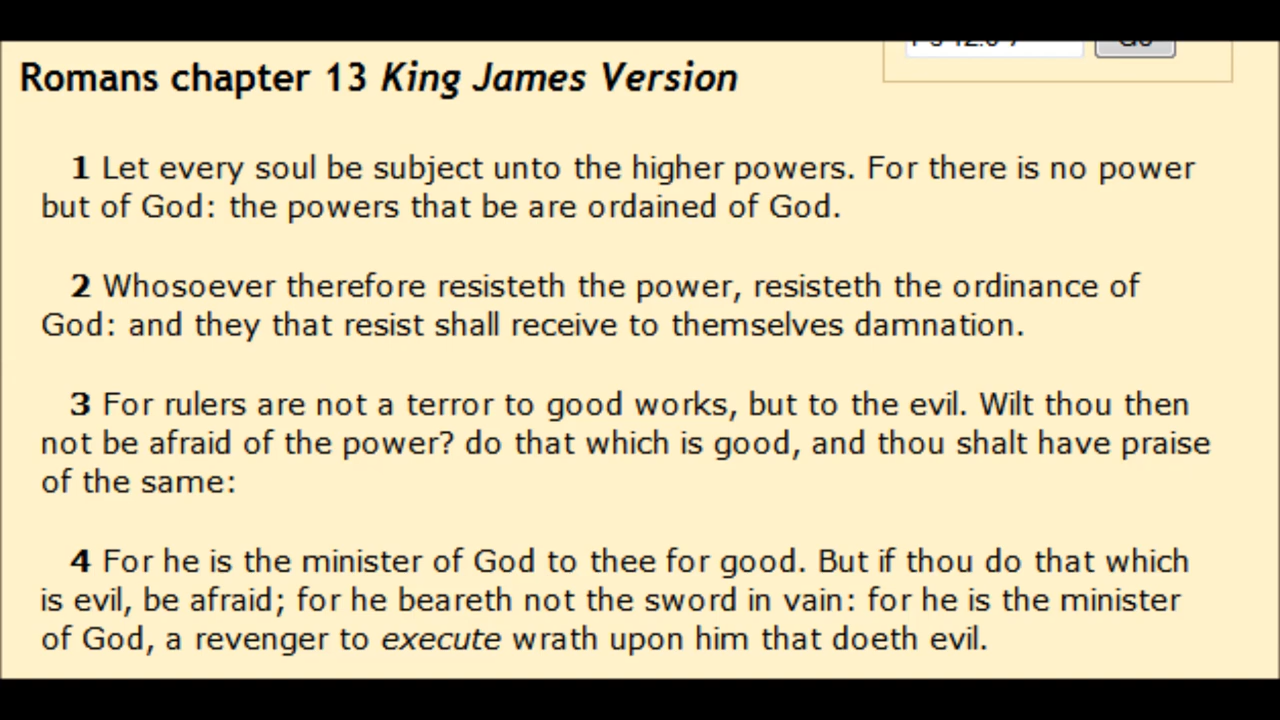 Romans chapter 13 King James Version
1 Let every soul be subject unto the higher powers. For there is no power
but of God: the powers that be are ordained of God.
2 Whosoever therefore resisteth the power, resisteth the ordinance of
God: and they that resist shall receive to themselves damnation.
3 For rulers are not a terror to good works, but to the evil. Wilt thou then
not be afraid of the power? do that which is good, and thou shalt have praise
of the same:
4 For he is the minister of God to thee for good. But if thou do that which
is evil, be afraid; for he beareth not the sword in vain: for he is the minister
of God, a revenger to execute wrath upon him that doeth evil.